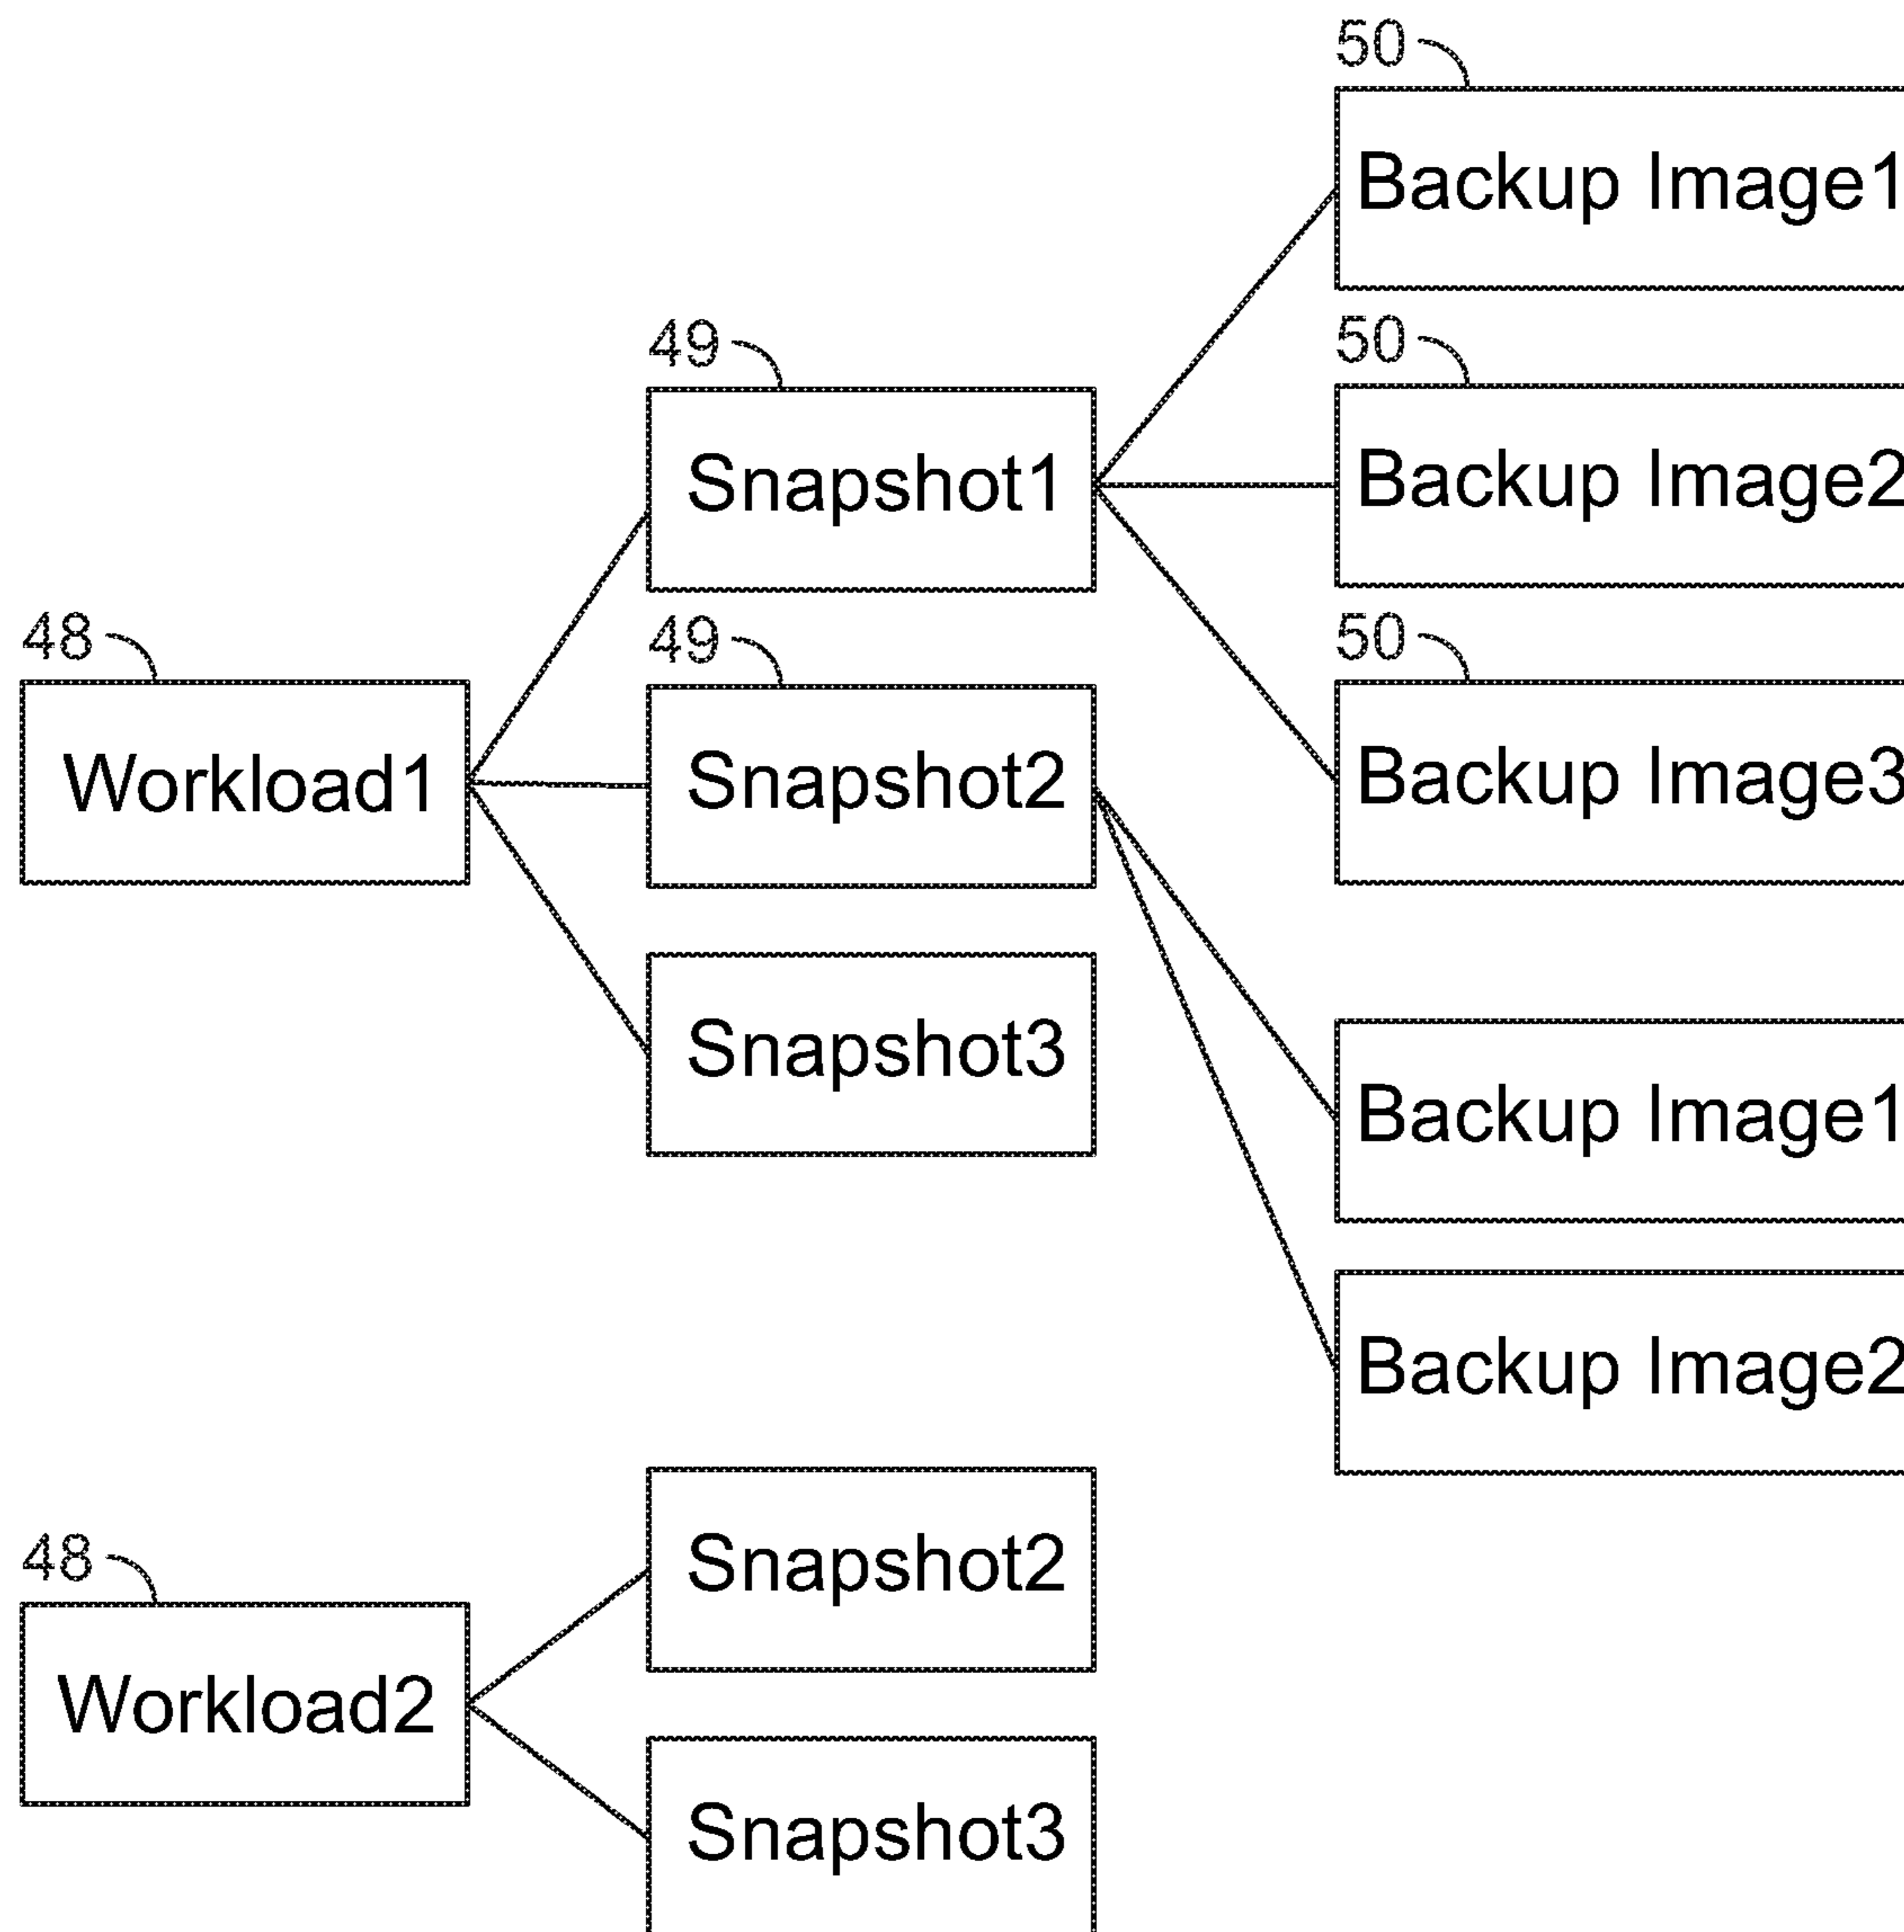 50
Backup Image1
50
Backup Image2
50
Backup Image3
49
Snapshot1
49
Snapshot2
Snapshot3
48
Workload1
Backup Image1
Backup Image2
48
Workload2
Snapshot2
Snapshot3